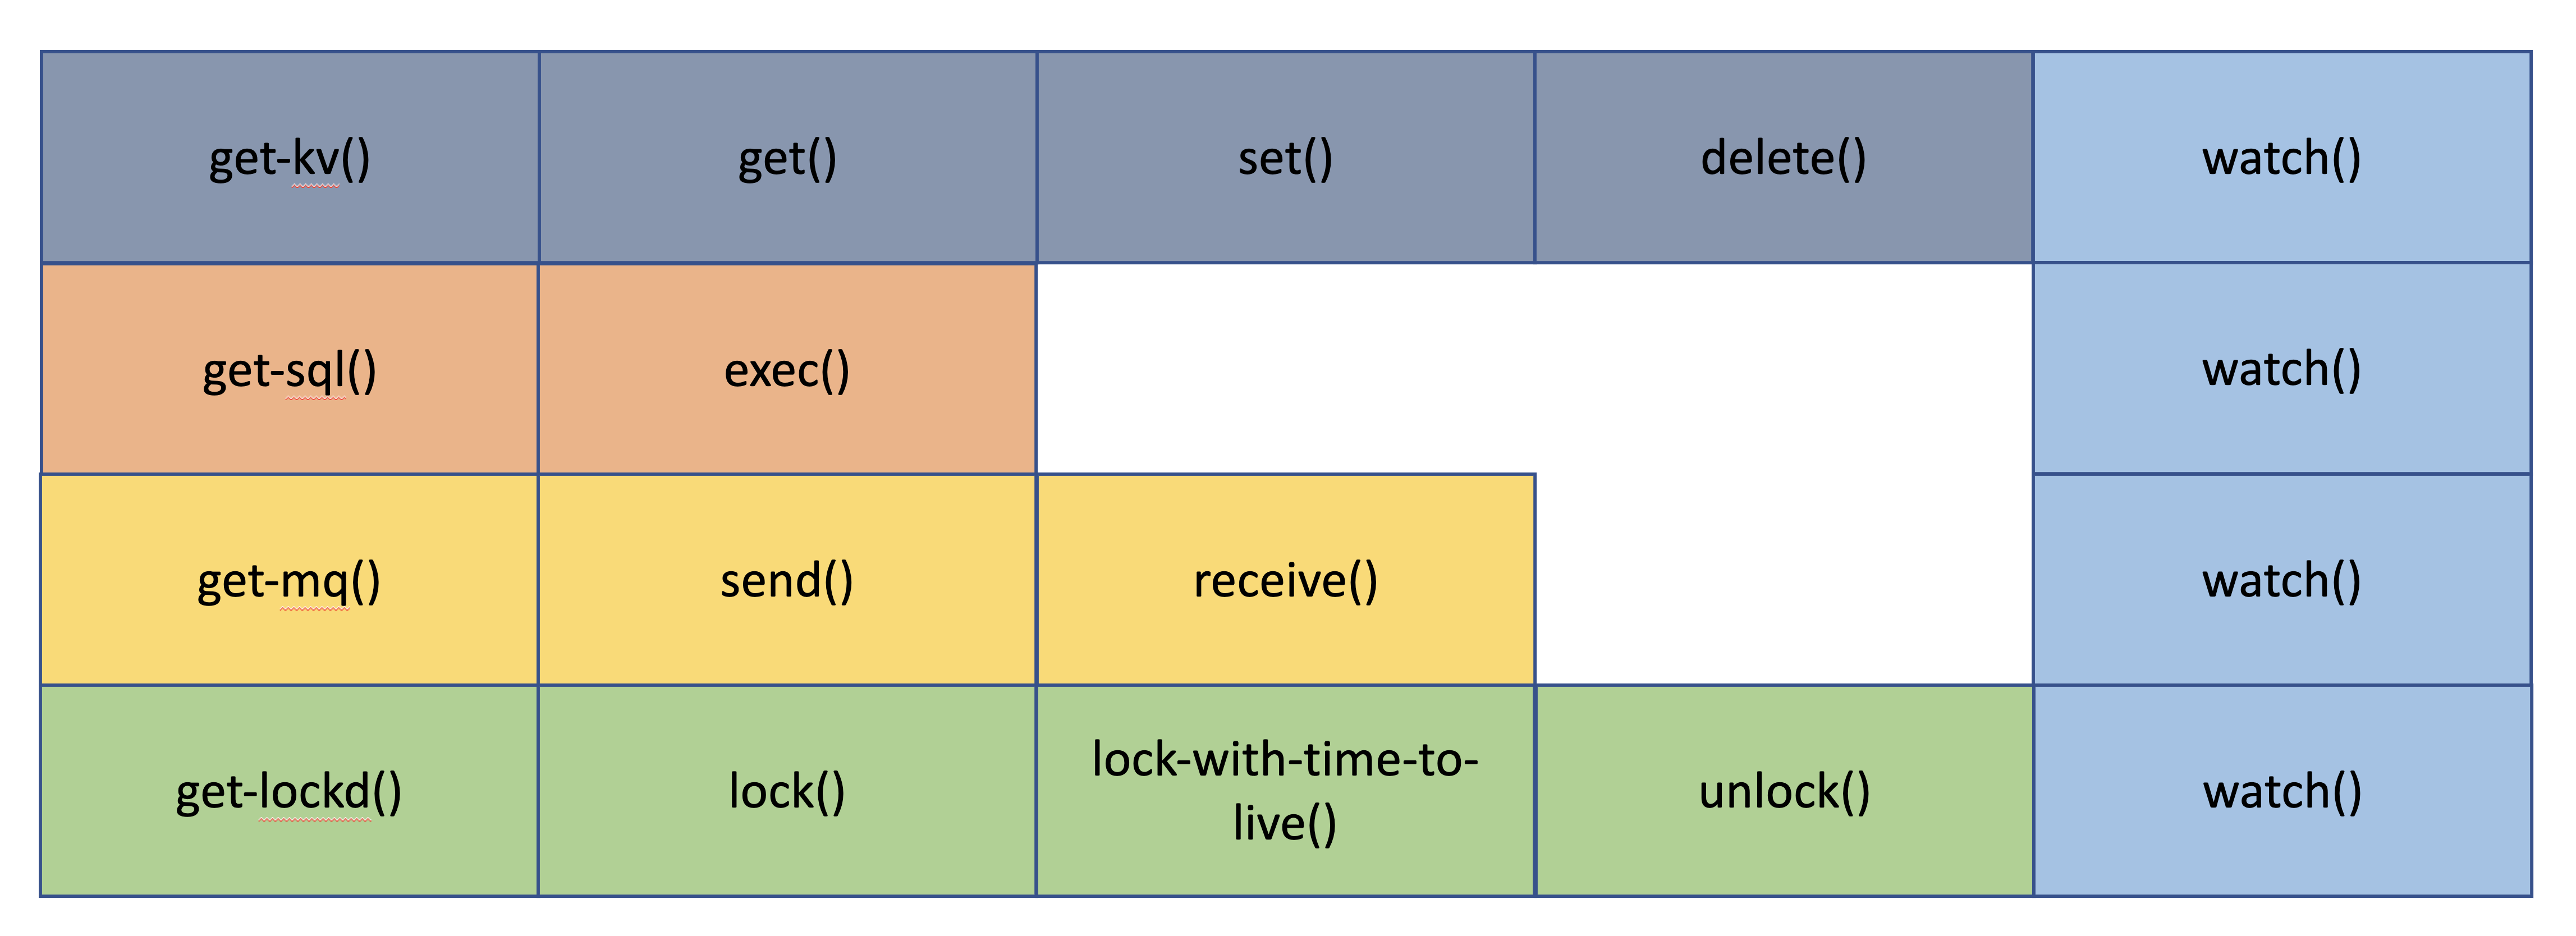 get-kv()
get()
set()
delete()
watch()
get-sql()
exec()
watch()
get-mq()
send()
receive()
watch()
get-lockd()
lock()
lock-with-time-to-
live()
unlock()
watch()